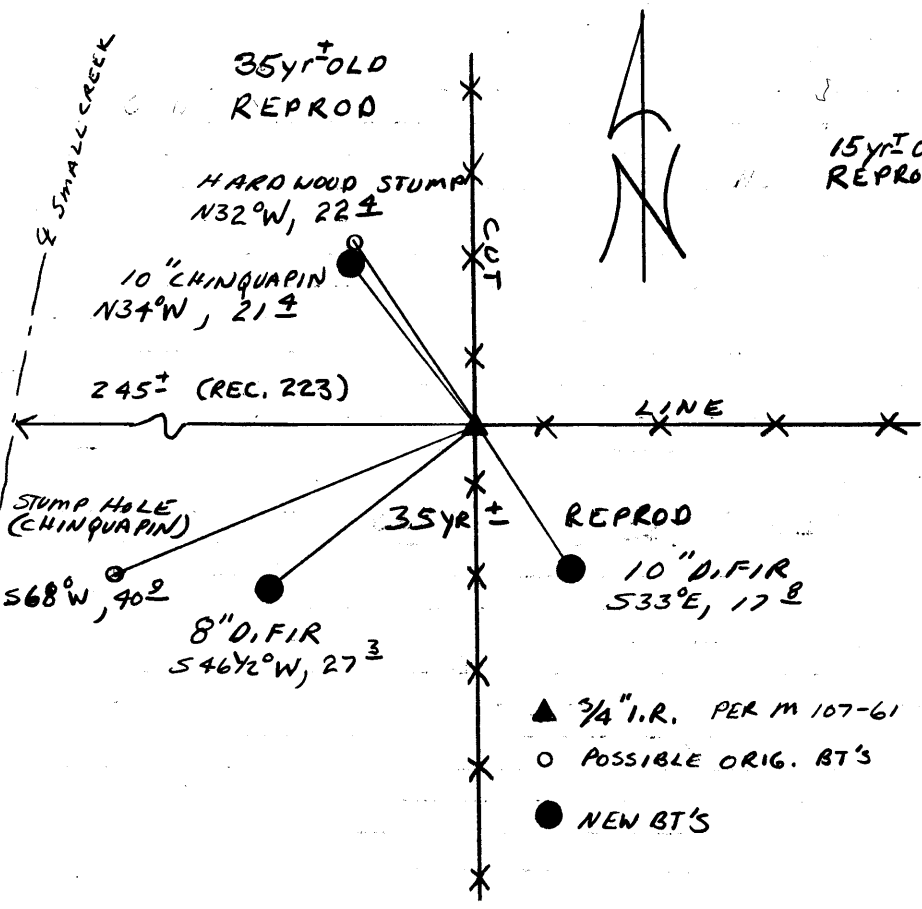 35yr± OLD
REPROD
℄ SMALL CREEK
N
15yr±
HARDWOOD STUMP
N32°W, 22 4
10" CHINQUAPIN
N34°W, 21 4
CUT
245± (REC. 223)
LINE
STUMP HOLE
(CHINQUAPIN)
S68°W, 40 9
35yr± REPROD
8" D. FIR
S46½°W, 27 3
10" D. FIR
S33°E, 17 8
3/4" I.R. PER M 107-61
POSSIBLE ORIG. BT'S
NEW BT'S